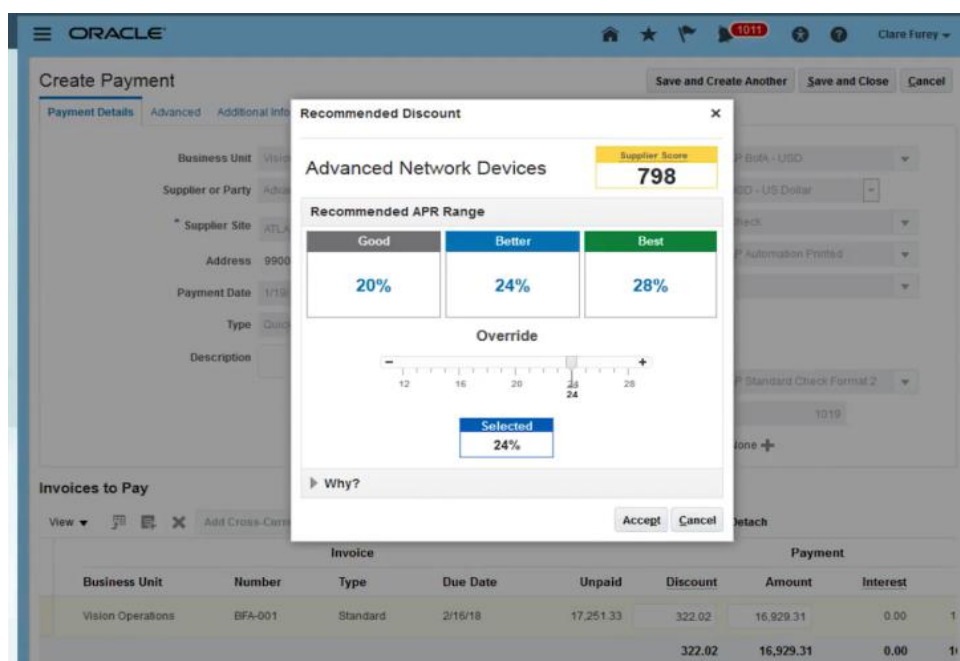 ORACLE
1011
Clare Furey
Create Payment
Save and Create Another Save and Close Cancel
Payment Details Advanced Additional Info
Recommended Discount
Business Unit
Supplier or Party
* Supplier Site
Address 9900
Payment Date
Type
Description
Advanced Network Devices
Supplier Score
798
Recommended APR Range
Good Better Best
20% 24% 28%
Override
12 16 20 24 28
24
Selected
24%
Why?
Accept Cancel
P BofA - USD
USD - US Dollar
Check
P Automation Printed
P Standard Check Format 2
1019
None
Invoices to Pay
View Add Cross-Curre Detach
Invoice Payment
Business Unit Number Type Due Date Unpaid Discount Amount Interest
Vision Operations BFA-001 Standard 2/16/18 17,251.33 322.02 16,929.31 0.00 1
322.02 16,929.31 0.00